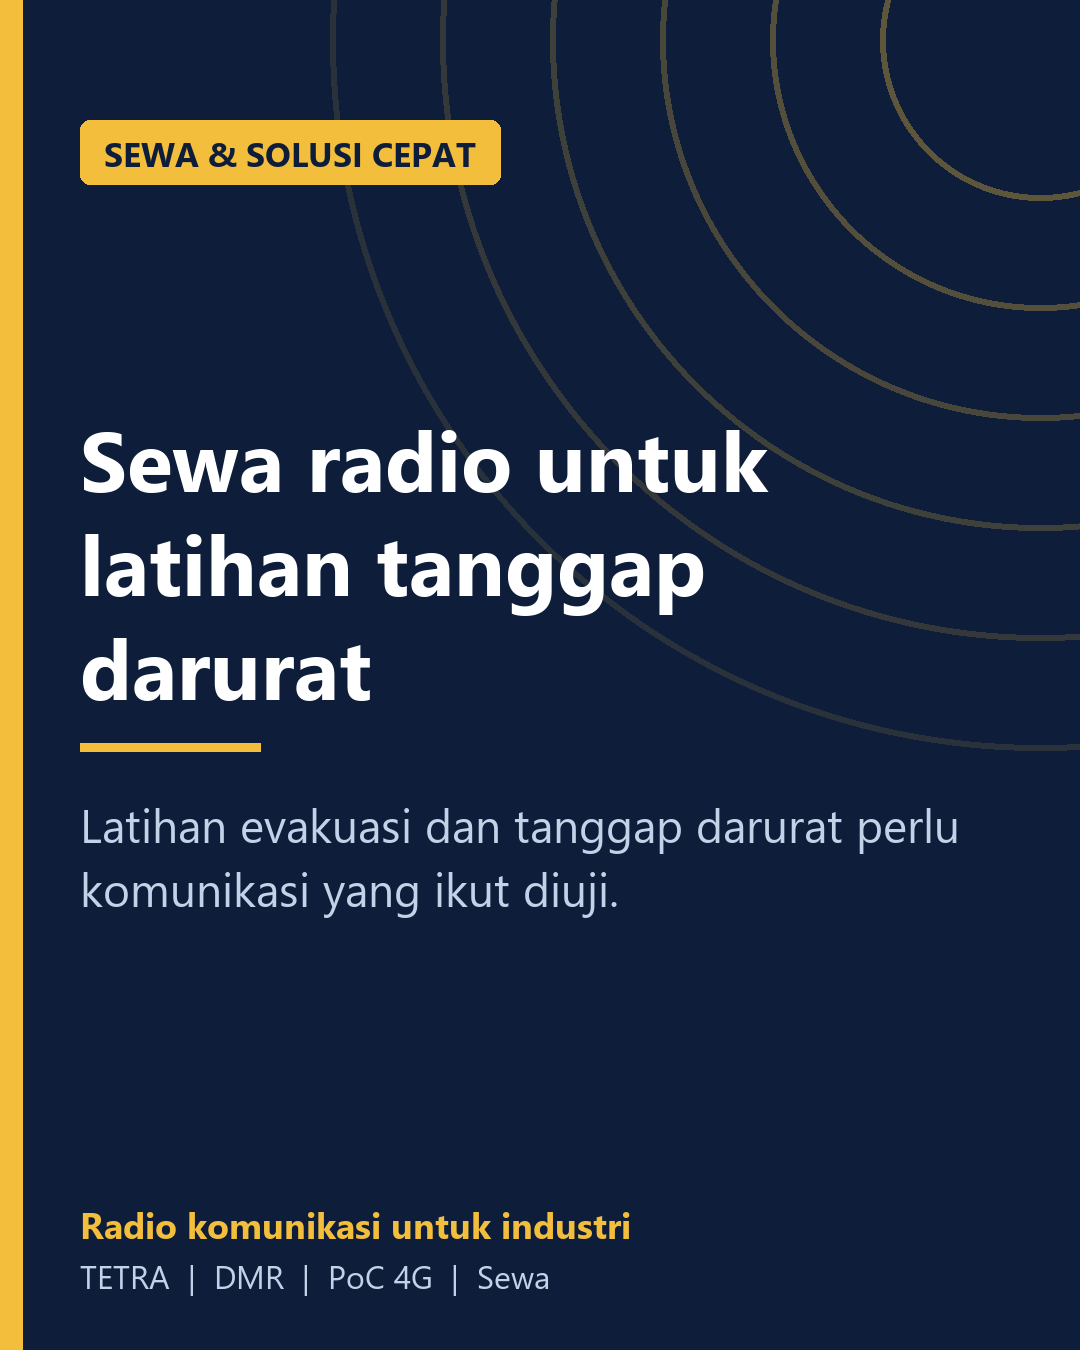 SEWA & SOLUSI CEPAT
Sewa radio untuk
latihan tanggap
darurat
Latihan evakuasi dan tanggap darurat perlu
komunikasi yang ikut diuji.
Radio komunikasi untuk industri
TETRA | DMR | PoC 4G | Sewa